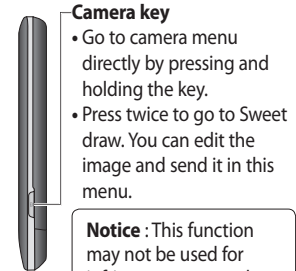 Camera key
• Go to camera menu
directly by pressing and
holding the key.
• Press twice to go to Sweet
draw. You can edit the
image and send it in this
menu.
Notice : This function
may not be used for